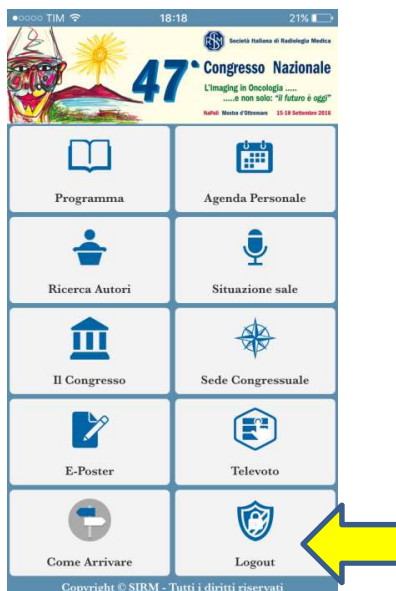 TIM 18:18 21%
SIRM
Società Italiana di Radiologia Medica
47° Congresso Nazionale
L'Imaging in Oncologia .....
.....e non solo: "il futuro è oggi"
Napoli Mostra d'Oltremare 15-18 Settembre 2016
Programma
Agenda Personale
Ricerca Autori
Situazione sale
Il Congresso
Sede Congressuale
E-Poster
Televoto
Come Arrivare
Logout
Copyright © SIRM - Tutti i diritti riservati